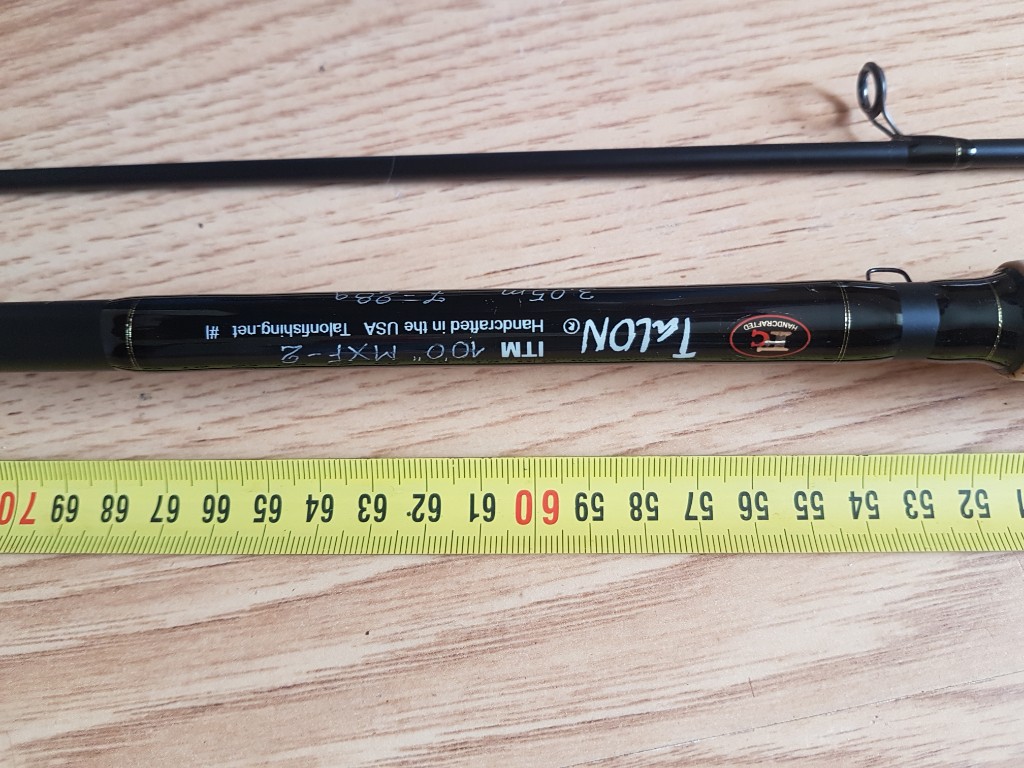 HANDCRAFTED
TaLON ®
ITM 10'0" MXF-2
Handcrafted in the USA Talonfishing.net #1
3.05m 7-28g
52 53 54 55 56 57 58 59 60 61 62 63 64 65 66 67 68 69 70